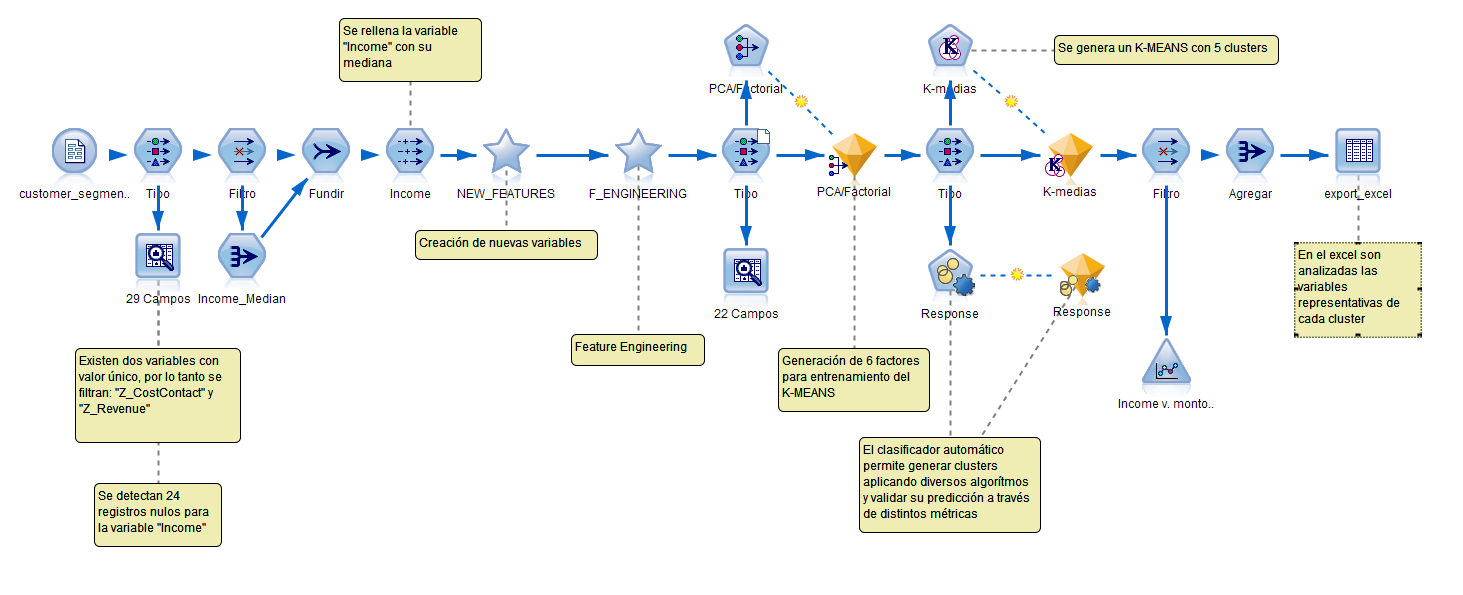 Se rellena la variable
"Income" con su
mediana
Se genera un K-MEANS con 5 clusters
PCA/Factorial
K-medias
customer_segmen..
Tipo
Filtro
Fundir
Income
NEW_FEATURES
F_ENGINEERING
Tipo
PCA/Factorial
Tipo
K-medias
Filtro
Agregar
export_excel
Creación de nuevas variables
En el excel son
analizadas las
variables
representativas de
cada cluster
29 Campos
Income_Median
22 Campos
Response
Response
Feature Engineering
Existen dos variables con
valor único, por lo tanto se
filtran: "Z_CostContact" y
"Z_Revenue"
Generación de 6 factores
para entrenamiento del
K-MEANS
Income v. monto..
El clasificador automático
permite generar clusters
aplicando diversos algorítmos
y validar su predicción a través
de distintos métricas
Se detectan 24
registros nulos para
la variable "Income"